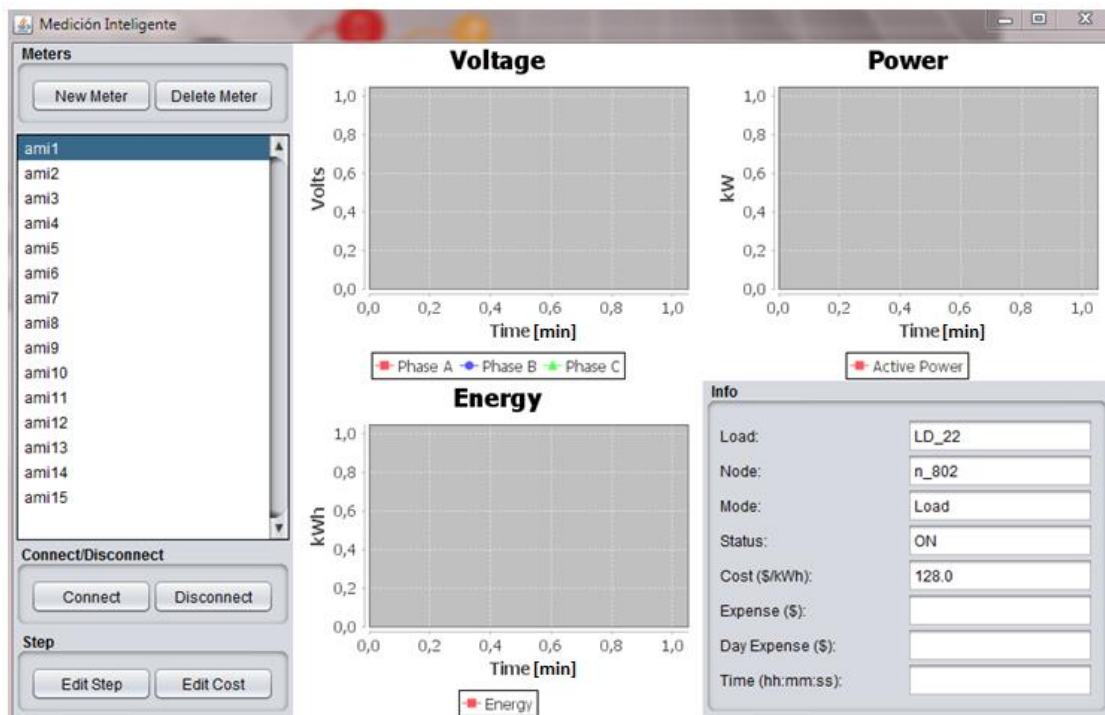 Medición Inteligente
Meters
New Meter Delete Meter
ami1
ami2
ami3
ami4
ami5
ami6
ami7
ami8
ami9
ami10
ami11
ami12
ami13
ami14
ami15
Connect/Disconnect
Connect Disconnect
Step
Edit Step Edit Cost
Voltage
Volts
1,0
0,8
0,6
0,4
0,2
0,0
0,0 0,2 0,4 0,6 0,8 1,0
Time [min]
Phase A Phase B Phase C
Power
kW
1,0
0,8
0,6
0,4
0,2
0,0
0,0 0,2 0,4 0,6 0,8 1,0
Time [min]
Active Power
Energy
kWh
1,0
0,8
0,6
0,4
0,2
0,0
0,0 0,2 0,4 0,6 0,8 1,0
Time [min]
Energy
Info
Load: LD_22
Node: n_802
Mode: Load
Status: ON
Cost ($/kWh): 128.0
Expense ($):
Day Expense ($):
Time (hh:mm:ss):